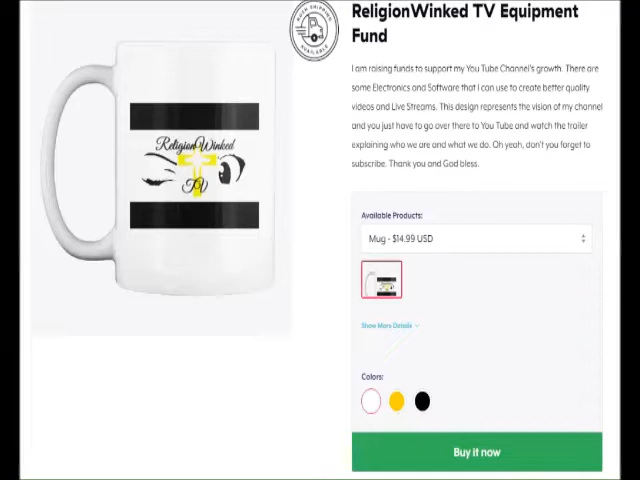 RUSH SHIPPING
AVAILABLE
ReligionWinked TV Equipment
Fund
I am raising funds to support my You Tube Channel's growth. There are
some Electronics and Software that I can use to create better quality
videos and Live Streams. This design represents the vision of my channel
and you just have to go over there to You Tube and watch the trailer
explaining who we are and what we do. Oh yeah, don't you forget to
subscribe. Thank you and God bless.
ReligionWinked
TV
Available Products:
Mug - $14.99 USD
Show More Details
Colors:
Buy it now